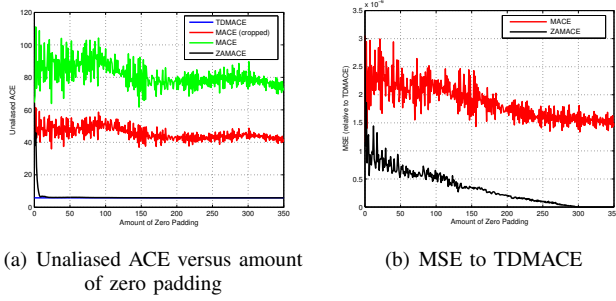 TDMACE
MACE (cropped)
MACE
ZAMACE
Unaliased ACE
120
100
80
60
40
20
0
0 50 100 150 200 250 300 350
Amount of Zero Padding
(a) Unaliased ACE versus amount
of zero padding
x 10⁻⁶
MACE
ZAMACE
MSE (relative to TDMACE)
3.5
3
2.5
2
1.5
1
0.5
0
0 50 100 150 200 250 300 350
Amount of Zero Padding
(b) MSE to TDMACE